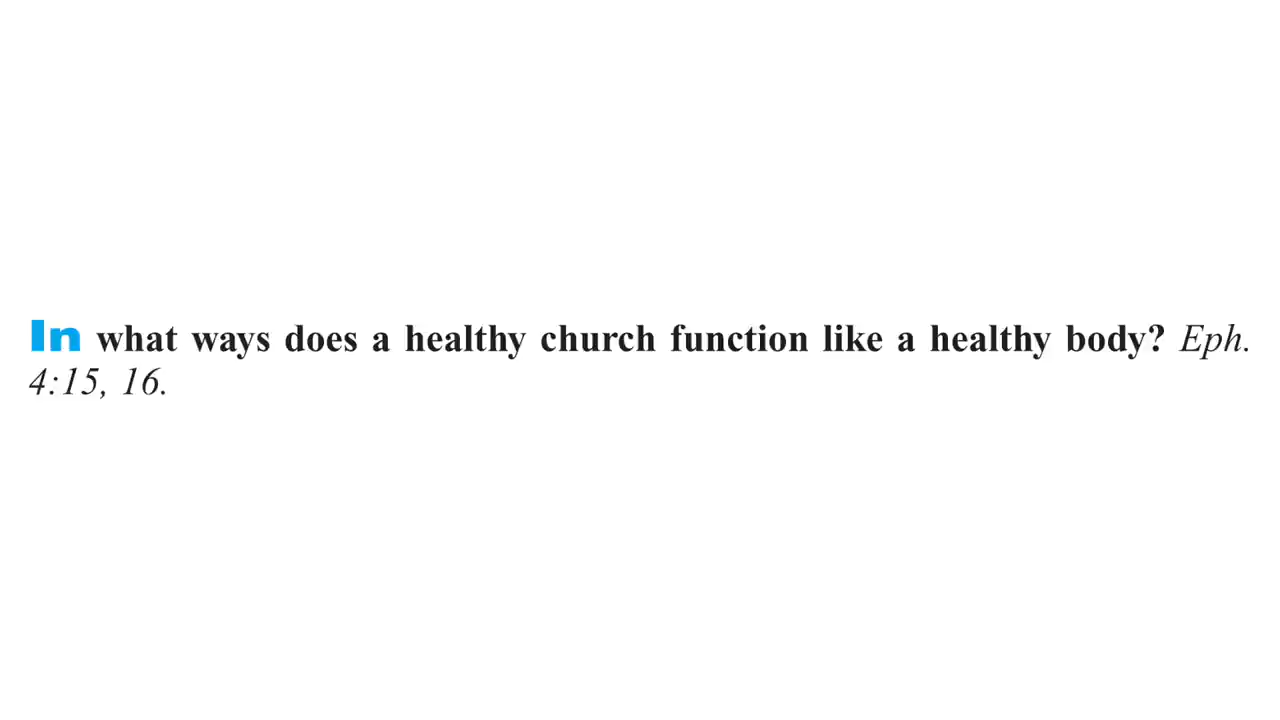 In what ways does a healthy church function like a healthy body? Eph.
4:15, 16.